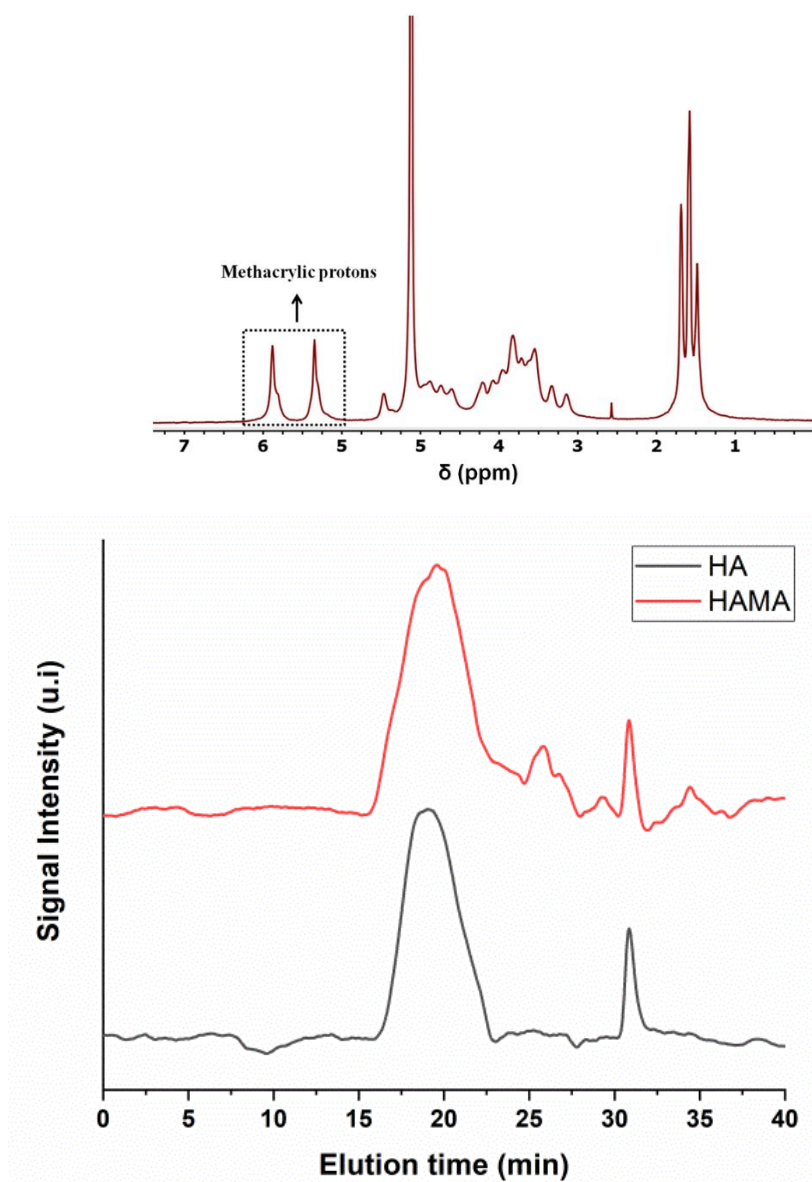 Methacrylic protons
7 6 5 5 4 3 2 1
δ (ppm)
HA
HAMA
Signal Intensity (u.i)
0 5 10 15 20 25 30 35 40
Elution time (min)